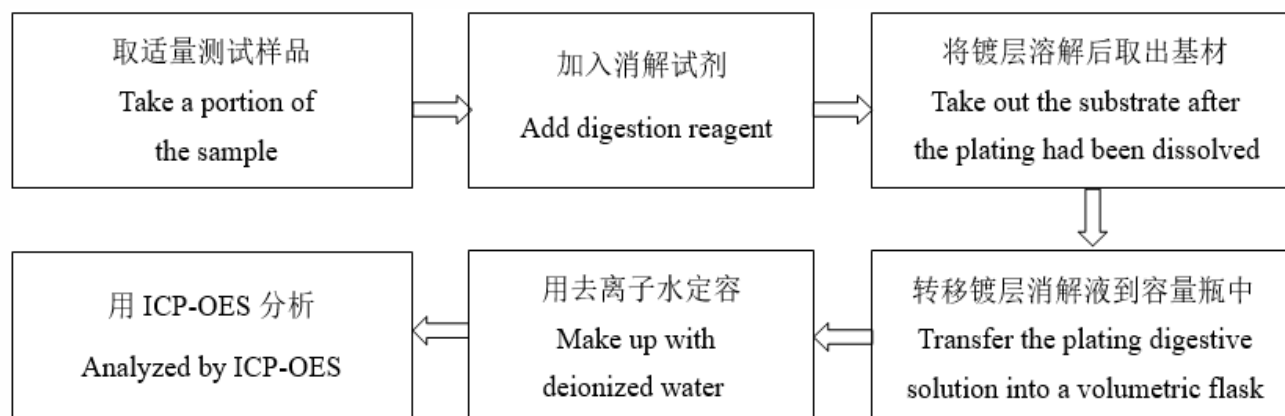 取适量测试样品
Take a portion of
the sample
加入消解试剂
Add digestion reagent
将镀层溶解后取出基材
Take out the substrate after
the plating had been dissolved
转移镀层消解液到容量瓶中
Transfer the plating digestive
solution into a volumetric flask
用去离子水定容
Make up with
deionized water
用 ICP-OES 分析
Analyzed by ICP-OES